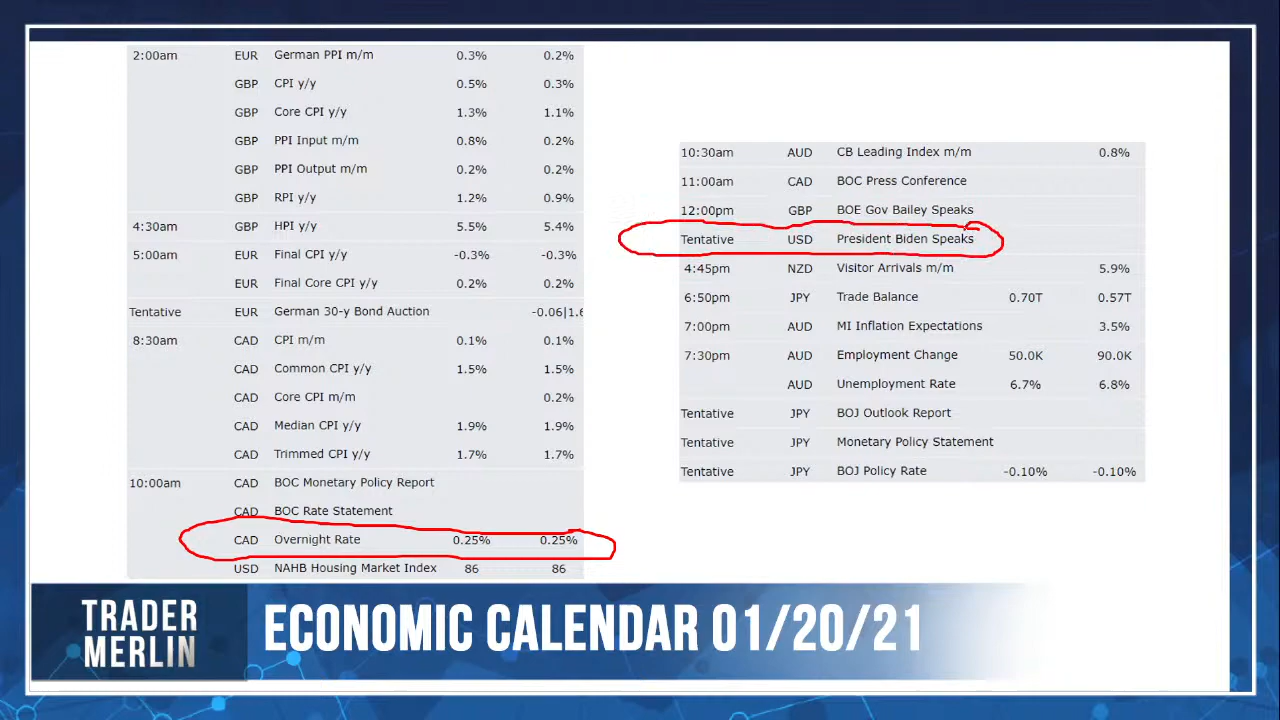 2:00am EUR German PPI m/m 0.3% 0.2%
GBP CPI y/y 0.5% 0.3%
GBP Core CPI y/y 1.3% 1.1%
GBP PPI Input m/m 0.8% 0.2%
GBP PPI Output m/m 0.2% 0.2%
GBP RPI y/y 1.2% 0.9%
4:30am GBP HPI y/y 5.5% 5.4%
5:00am EUR Final CPI y/y -0.3% -0.3%
EUR Final Core CPI y/y 0.2% 0.2%
Tentative EUR German 30-y Bond Auction -0.06|1.6
8:30am CAD CPI m/m 0.1% 0.1%
CAD Common CPI y/y 1.5% 1.5%
CAD Core CPI m/m 0.2%
CAD Median CPI y/y 1.9% 1.9%
CAD Trimmed CPI y/y 1.7% 1.7%
10:00am CAD BOC Monetary Policy Report
CAD BOC Rate Statement
CAD Overnight Rate 0.25% 0.25%
USD NAHB Housing Market Index 86 86
10:30am AUD CB Leading Index m/m 0.8%
11:00am CAD BOC Press Conference
12:00pm GBP BOE Gov Bailey Speaks
Tentative USD President Biden Speaks
4:45pm NZD Visitor Arrivals m/m 5.9%
6:50pm JPY Trade Balance 0.70T 0.57T
7:00pm AUD MI Inflation Expectations 3.5%
7:30pm AUD Employment Change 50.0K 90.0K
AUD Unemployment Rate 6.7% 6.8%
Tentative JPY BOJ Outlook Report
Tentative JPY Monetary Policy Statement
Tentative JPY BOJ Policy Rate -0.10% -0.10%
TRADER
MERLIN
ECONOMIC CALENDAR 01/20/21